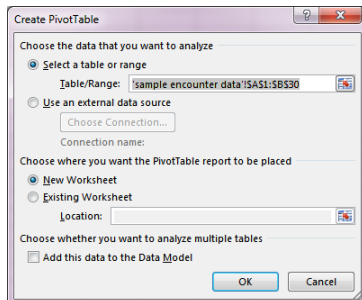 Create PivotTable
Choose the data that you want to analyze
Select a table or range
Table/Range: 'sample encounter data'!$A$1:$B$30
Use an external data source
Choose Connection...
Connection name:
Choose where you want the PivotTable report to be placed
New Worksheet
Existing Worksheet
Location:
Choose whether you want to analyze multiple tables
Add this data to the Data Model
OK Cancel